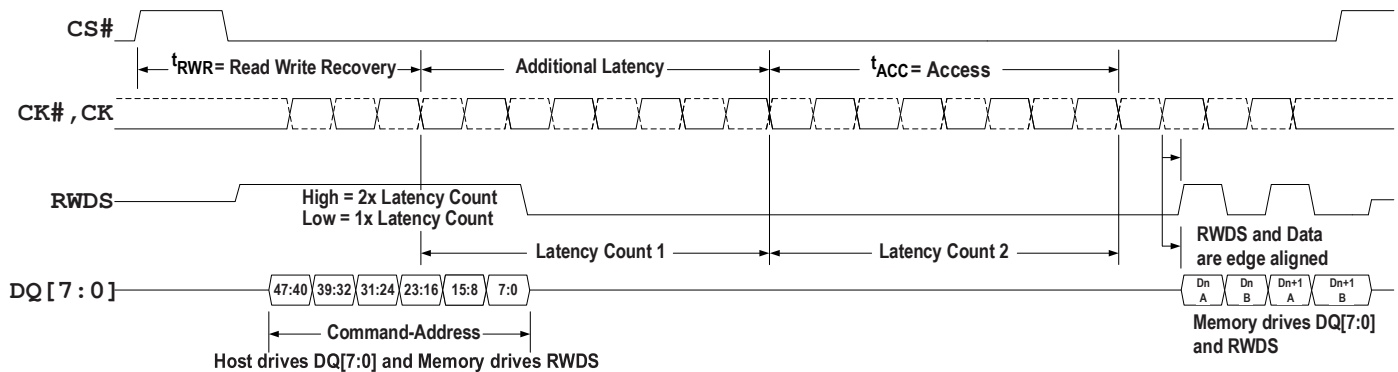 CS#
tRWR= Read Write Recovery
Additional Latency
tACC= Access
CK#,CK
RWDS
High = 2x Latency Count
Low = 1x Latency Count
Latency Count 1
Latency Count 2
RWDS and Data
are edge aligned
DQ[7:0]
47:40 39:32 31:24 23:16 15:8 7:0
Dn A
Dn B
Dn+1 A
Dn+1 B
Command-Address
Memory drives DQ[7:0]
and RWDS
Host drives DQ[7:0] and Memory drives RWDS